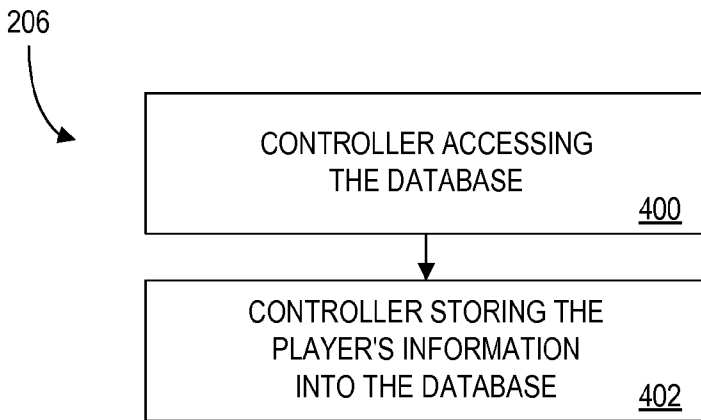 206
CONTROLLER ACCESSING
THE DATABASE
400
CONTROLLER STORING THE
PLAYER'S INFORMATION
INTO THE DATABASE
402